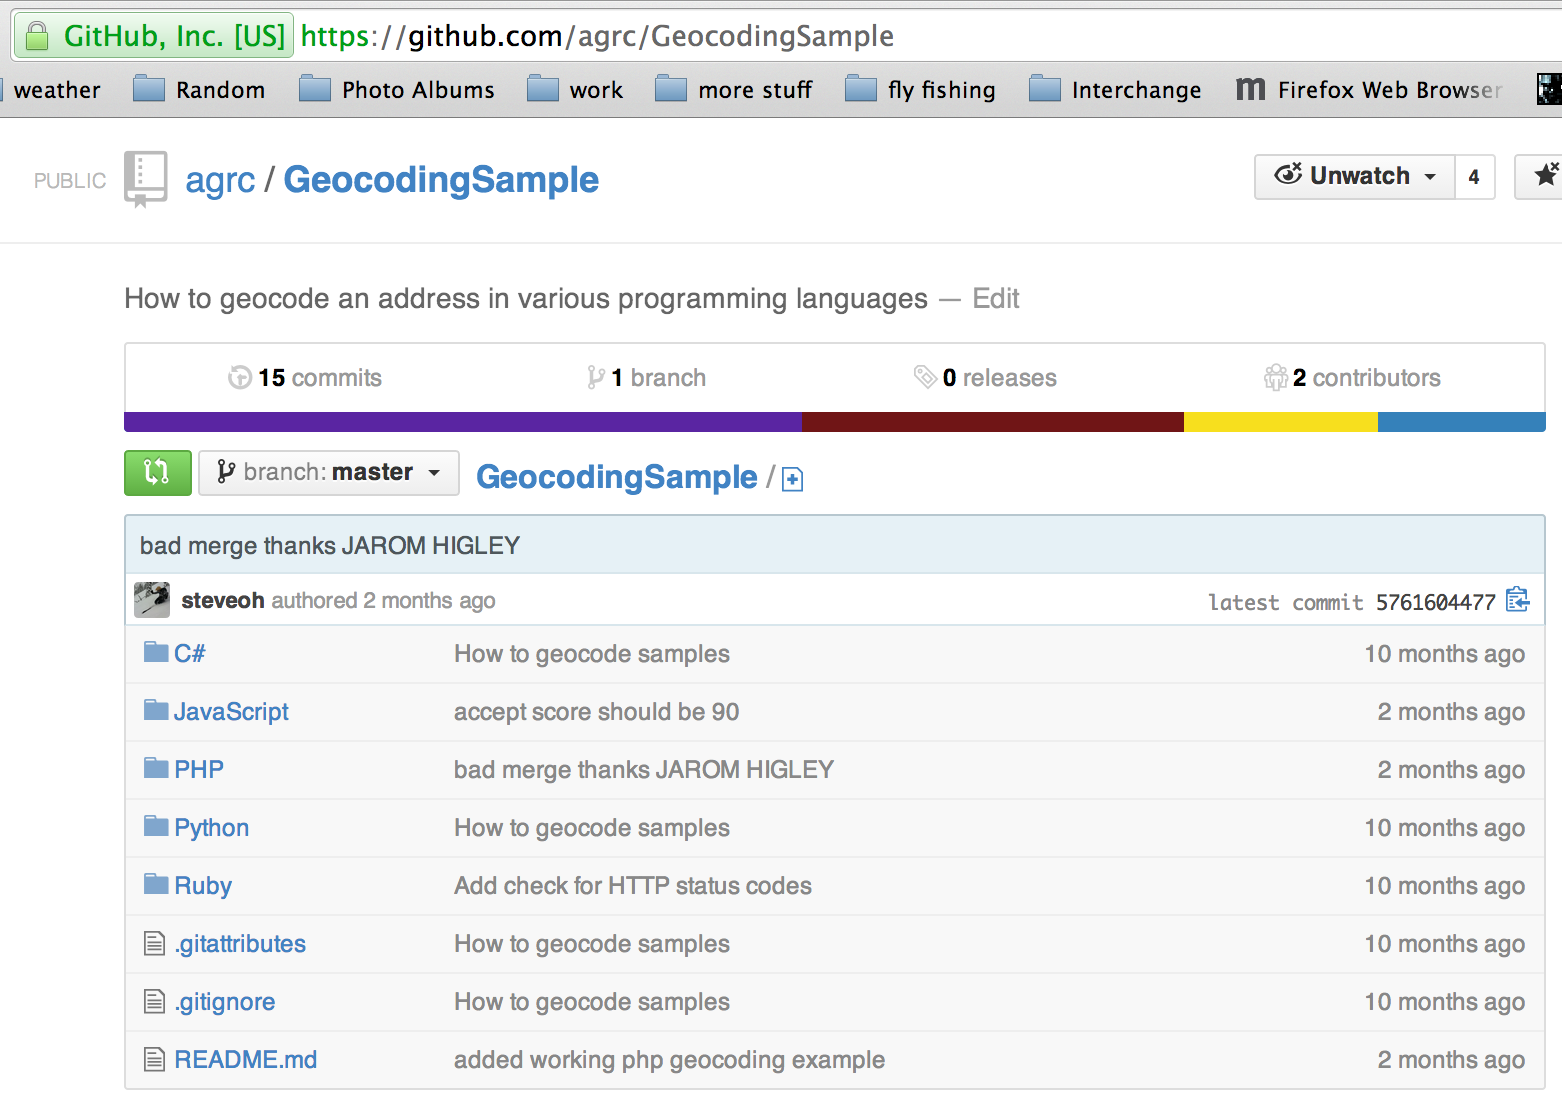 GitHub, Inc. [US] https://github.com/agrc/GeocodingSample
weather Random Photo Albums work more stuff fly fishing Interchange m Firefox Web Browser
PUBLIC agrc / GeocodingSample Unwatch 4
How to geocode an address in various programming languages — Edit
15 commits 1 branch 0 releases 2 contributors
branch: master GeocodingSample /
bad merge thanks JAROM HIGLEY
steveoh authored 2 months ago latest commit 5761604477
C# How to geocode samples 10 months ago
JavaScript accept score should be 90 2 months ago
PHP bad merge thanks JAROM HIGLEY 2 months ago
Python How to geocode samples 10 months ago
Ruby Add check for HTTP status codes 10 months ago
.gitattributes How to geocode samples 10 months ago
.gitignore How to geocode samples 10 months ago
README.md added working php geocoding example 2 months ago